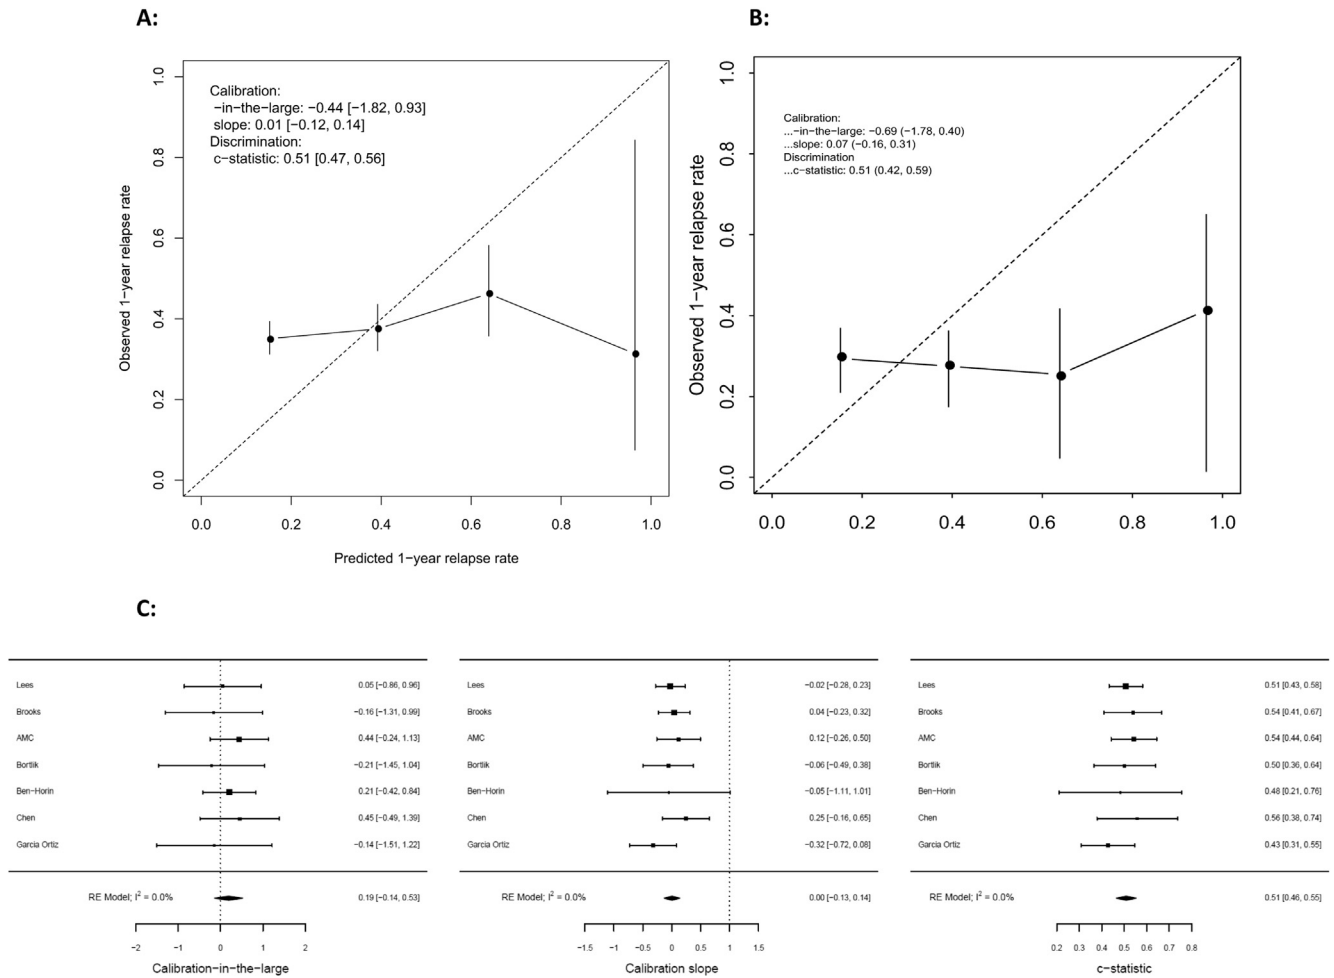 A:
B:
Calibration:
−in−the−large: −0.44 [−1.82, 0.93]
slope: 0.01 [−0.12, 0.14]
Discrimination:
c−statistic: 0.51 [0.47, 0.56]
Observed 1−year relapse rate
0.0 0.2 0.4 0.6 0.8 1.0
0.0 0.2 0.4 0.6 0.8 1.0
Predicted 1−year relapse rate
Calibration:
...−in−the−large: −0.69 (−1.78, 0.40)
...slope: 0.07 (−0.16, 0.31)
Discrimination
...c−statistic: 0.51 (0.42, 0.59)
Observed 1−year relapse rate
0.0 0.2 0.4 0.6 0.8 1.0
0.0 0.2 0.4 0.6 0.8 1.0
C:
Lees 0.05 [−0.86, 0.96]
Brooks −0.16 [−1.31, 0.99]
AMC 0.44 [−0.24, 1.13]
Bortlik −0.21 [−1.45, 1.04]
Ben−Horin 0.21 [−0.42, 0.84]
Chen 0.45 [−0.49, 1.39]
Garcia Ortiz −0.14 [−1.51, 1.22]
RE Model; I² = 0.0% 0.19 [−0.14, 0.53]
−2 −1 0 1 2
Calibration−in−the−large
Lees −0.02 [−0.28, 0.23]
Brooks 0.04 [−0.23, 0.32]
AMC 0.12 [−0.26, 0.50]
Bortlik −0.06 [−0.49, 0.38]
Ben−Horin −0.05 [−1.11, 1.01]
Chen 0.25 [−0.16, 0.65]
Garcia Ortiz −0.32 [−0.72, 0.08]
RE Model; I² = 0.0% 0.00 [−0.13, 0.14]
−1.5 −1 −0.5 0 0.5 1 1.5
Calibration slope
Lees 0.51 [0.43, 0.58]
Brooks 0.54 [0.41, 0.67]
AMC 0.54 [0.44, 0.64]
Bortlik 0.50 [0.36, 0.64]
Ben−Horin 0.48 [0.21, 0.76]
Chen 0.56 [0.38, 0.74]
Garcia Ortiz 0.43 [0.31, 0.55]
RE Model; I² = 0.0% 0.51 [0.46, 0.55]
0.2 0.3 0.4 0.5 0.6 0.7 0.8
c−statistic